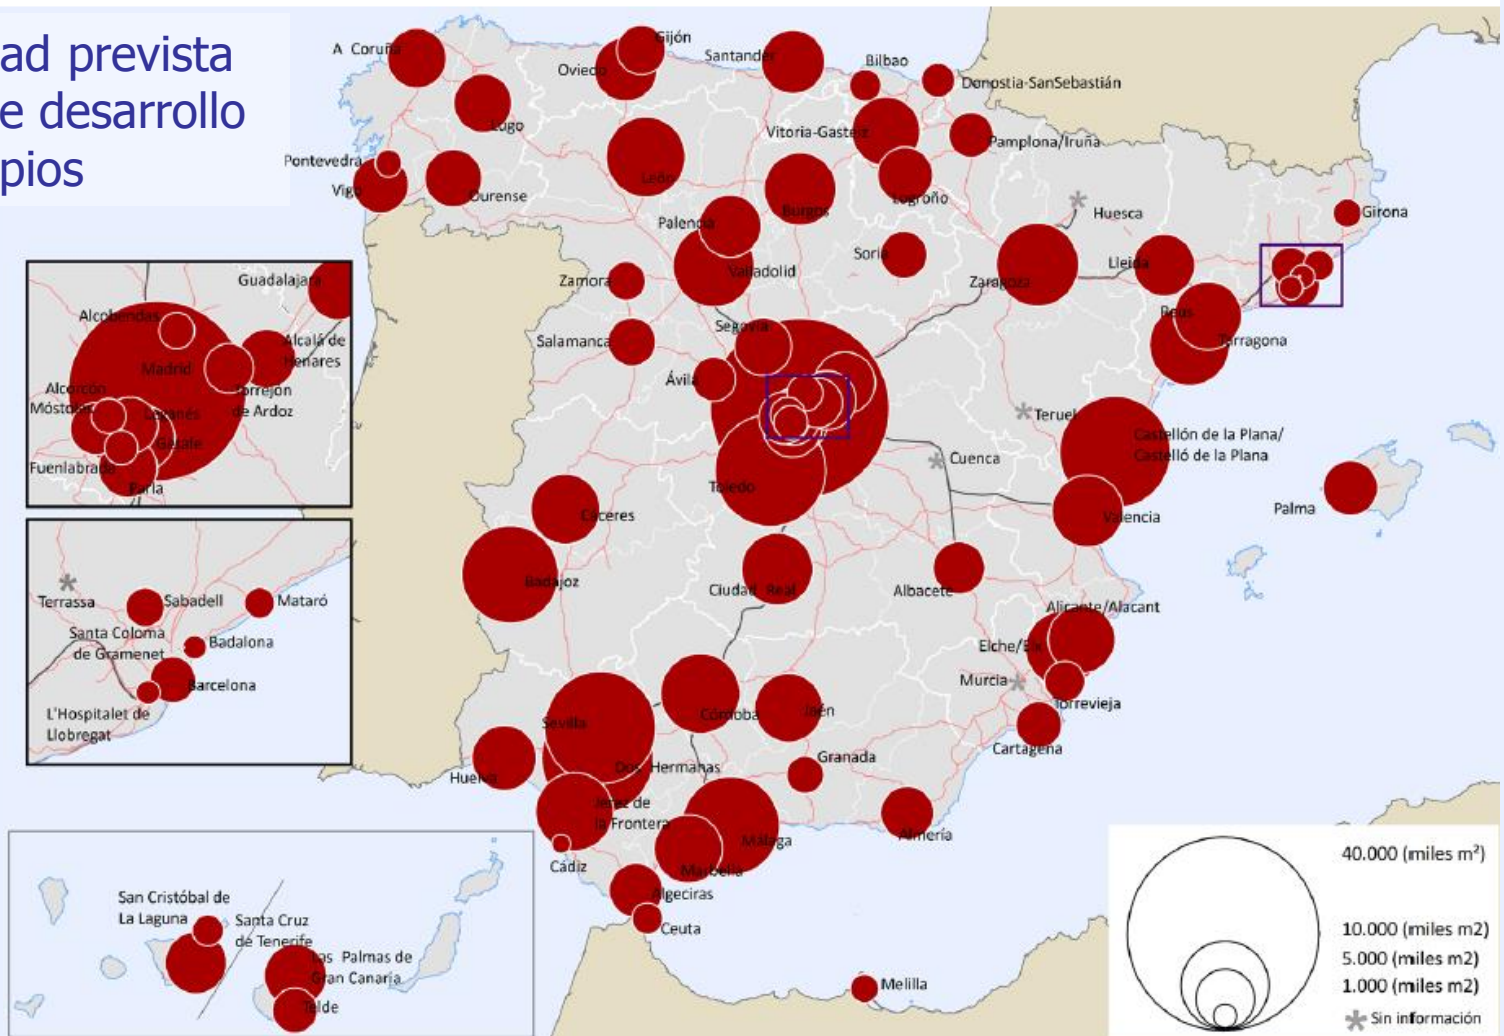 ad prevista
e desarrollo
pios
A Coruña
Gijón
Oviedo
Santander
Bilbao
Donostia-SanSebastián
Lugo
Vitoria-Gasteiz
Pamplona/Iruña
Pontevedra
Vigo
Ourense
León
Burgos
Logroño
Huesca
Girona
Palencia
Valladolid
Soria
Zaragoza
Lleida
Zamora
Reus
Tarragona
Salamanca
Segovia
Ávila
Teruel
Cuenca
Castellón de la Plana/
Castelló de la Plana
Toledo
Valencia
Palma
Cáceres
Badajoz
Ciudad Real
Albacete
Alicante/Alacant
Elche/Elx
Murcia
Torrevieja
Cartagena
Sevilla
Córdoba
Jaén
Granada
Huelva
Dos Hermanas
Jerez de
la Frontera
Málaga
Almería
Cádiz
Marbella
Algeciras
Ceuta
Melilla
Guadalajara
Alcobendas
Alcalá de
Henares
Madrid
Torrejón
de Ardoz
Alcorcón
Móstoles
Leganés
Getafe
Fuenlabrada
Parla
Terrassa
Sabadell
Mataró
Santa Coloma
de Gramenet
Badalona
Barcelona
L'Hospitalet de
Llobregat
San Cristóbal de
La Laguna
Santa Cruz
de Tenerife
Las Palmas de
Gran Canaria
Telde
40.000 (miles m²)
10.000 (miles m2)
5.000 (miles m2)
1.000 (miles m2)
Sin información